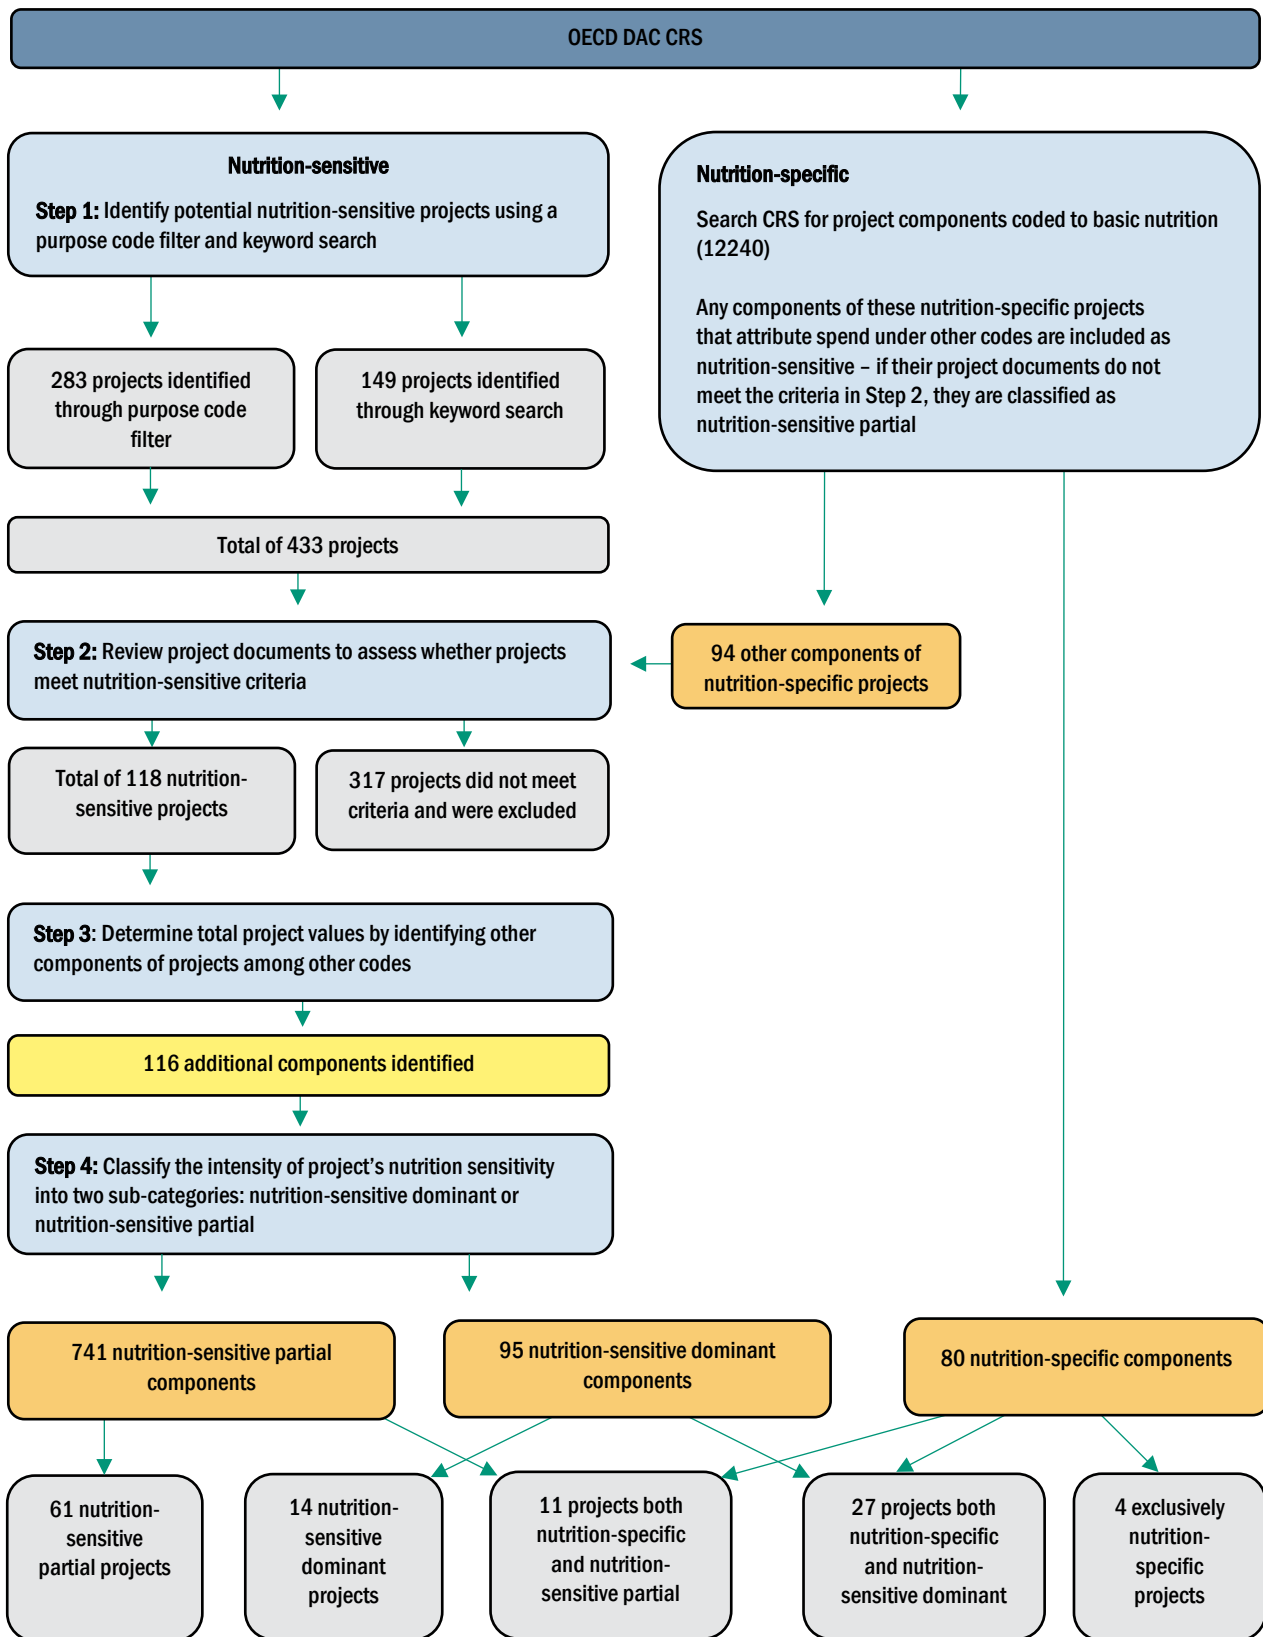 OECD DAC CRS
Nutrition-sensitive
Step 1: Identify potential nutrition-sensitive projects using a
purpose code filter and keyword search
Nutrition-specific
Search CRS for project components coded to basic nutrition
(12240)
Any components of these nutrition-specific projects
that attribute spend under other codes are included as
nutrition-sensitive – if their project documents do not
meet the criteria in Step 2, they are classified as
nutrition-sensitive partial
283 projects identified
through purpose code
filter
149 projects identified
through keyword search
Total of 433 projects
Step 2: Review project documents to assess whether projects
meet nutrition-sensitive criteria
94 other components of
nutrition-specific projects
Total of 118 nutrition-
sensitive projects
317 projects did not meet
criteria and were excluded
Step 3: Determine total project values by identifying other
components of projects among other codes
116 additional components identified
Step 4: Classify the intensity of project’s nutrition sensitivity
into two sub-categories: nutrition-sensitive dominant or
nutrition-sensitive partial
741 nutrition-sensitive partial
components
95 nutrition-sensitive dominant
components
80 nutrition-specific components
61 nutrition-
sensitive
partial projects
14 nutrition-
sensitive
dominant
projects
11 projects both
nutrition-specific
and nutrition-
sensitive partial
27 projects both
nutrition-specific
and nutrition-
sensitive dominant
4 exclusively
nutrition-
specific
projects